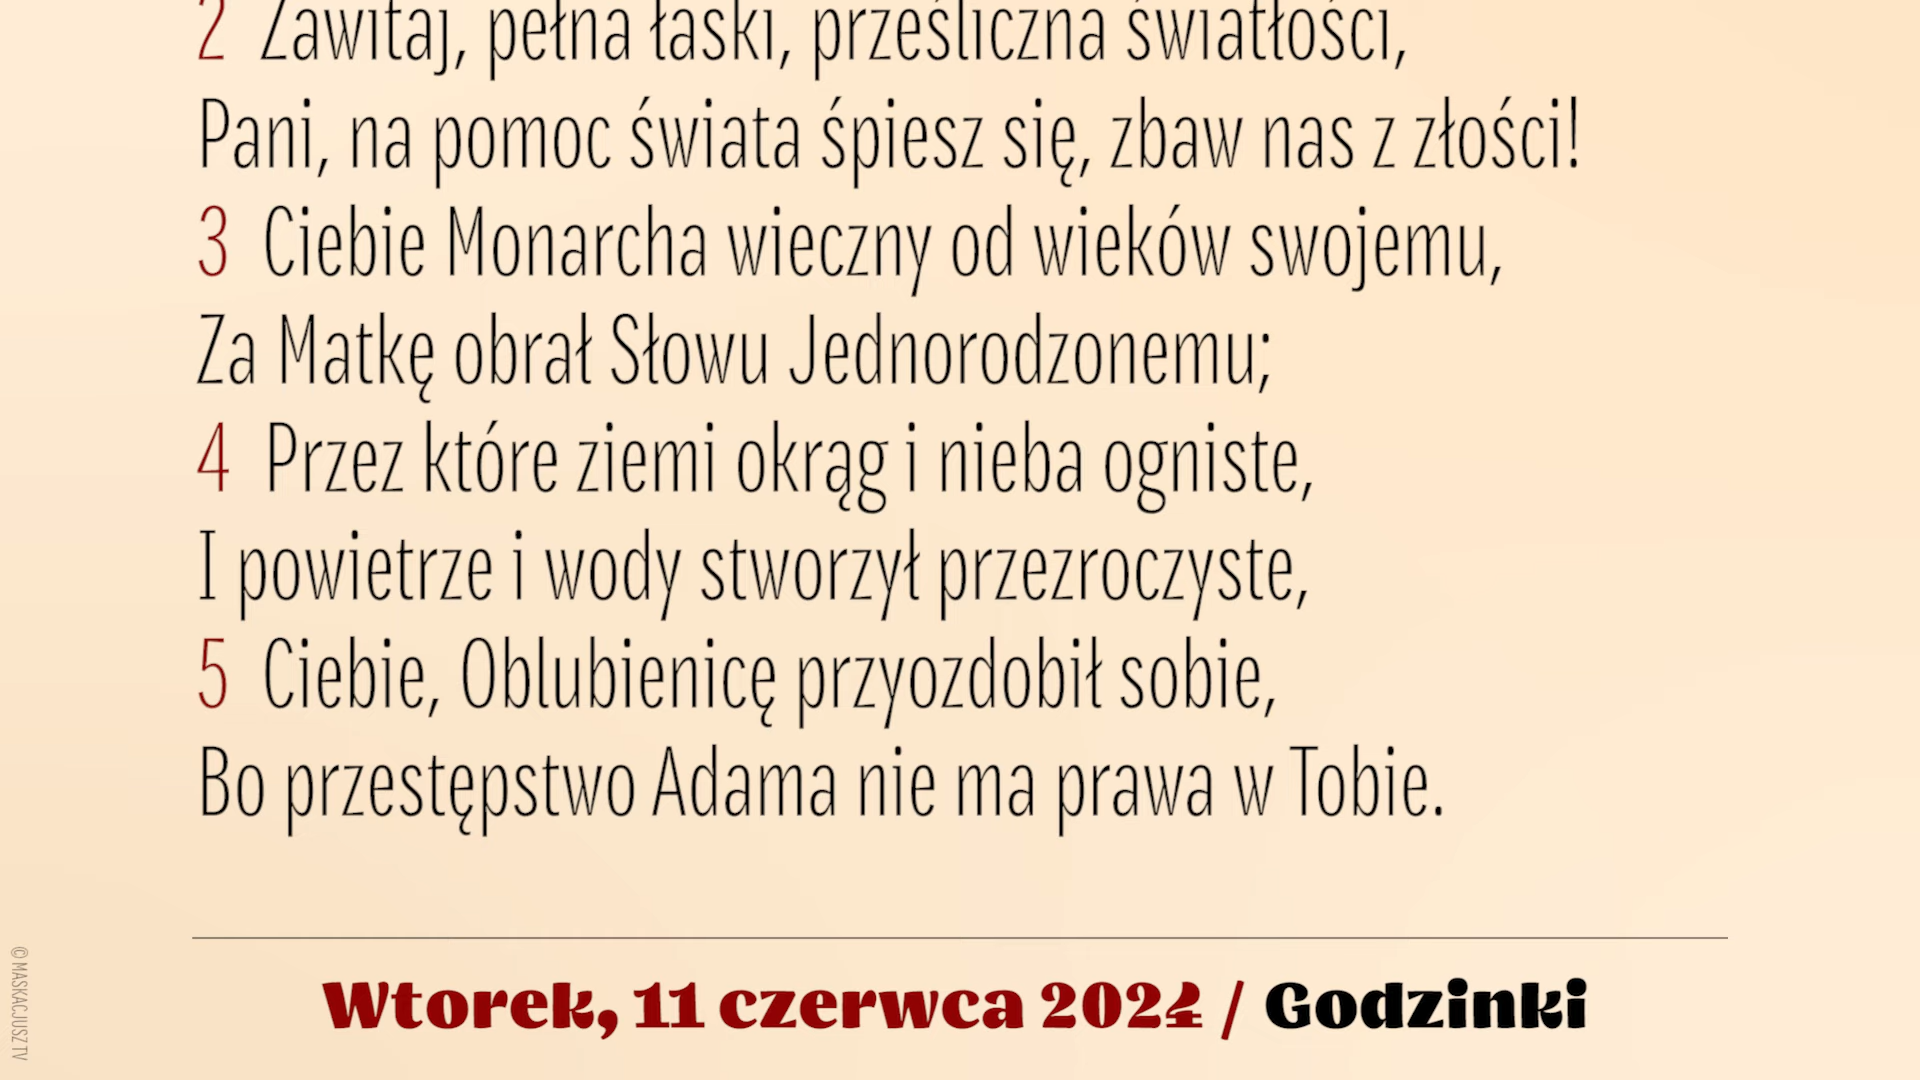 2 Zawitaj, pełna łaski, prześliczna światłości,
Pani, na pomoc świata śpiesz się, zbaw nas z złości!
3 Ciebie Monarcha wieczny od wieków swojemu,
Za Matkę obrał Słowu Jednorodzonemu;
4 Przez które ziemi okrąg i nieba ogniste,
I powietrze i wody stworzył przezroczyste,
5 Ciebie, Oblubienicę przyozdobił sobie,
Bo przestępstwo Adama nie ma prawa w Tobie.
Wtorek, 11 czerwca 2024 / Godzinki
© MASKACJUSZ TV